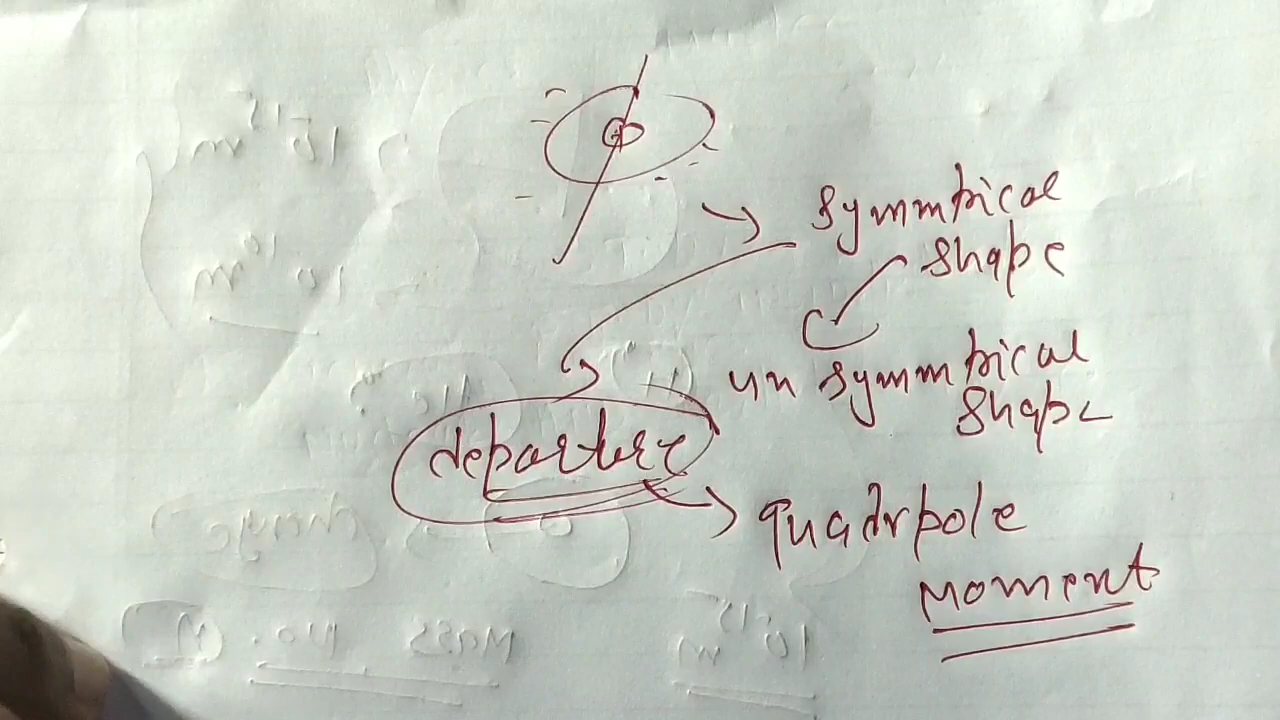 symmtrical
shape
un symmtrical
shape
departure
quadrpole
moment